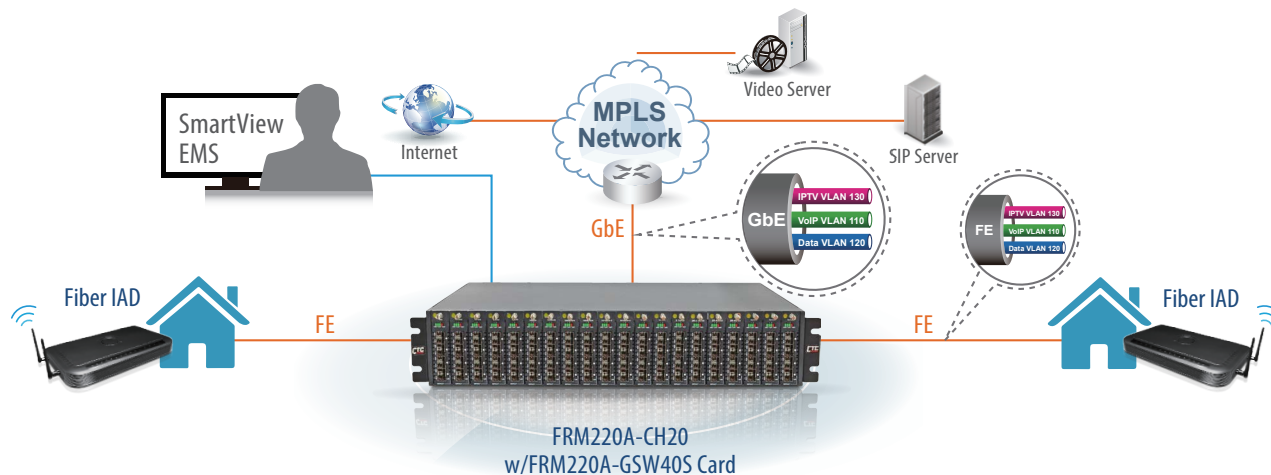 Video Server
SmartView
EMS
Internet
MPLS
Network
SIP Server
GbE
GbE
IPTV VLAN 130
VoIP VLAN 110
Data VLAN 120
FE
IPTV VLAN 130
VoIP VLAN 110
Data VLAN 120
Fiber IAD
FE
FE
Fiber IAD
CTC
CTC
FRM220A-CH20
w/FRM220A-GSW40S Card